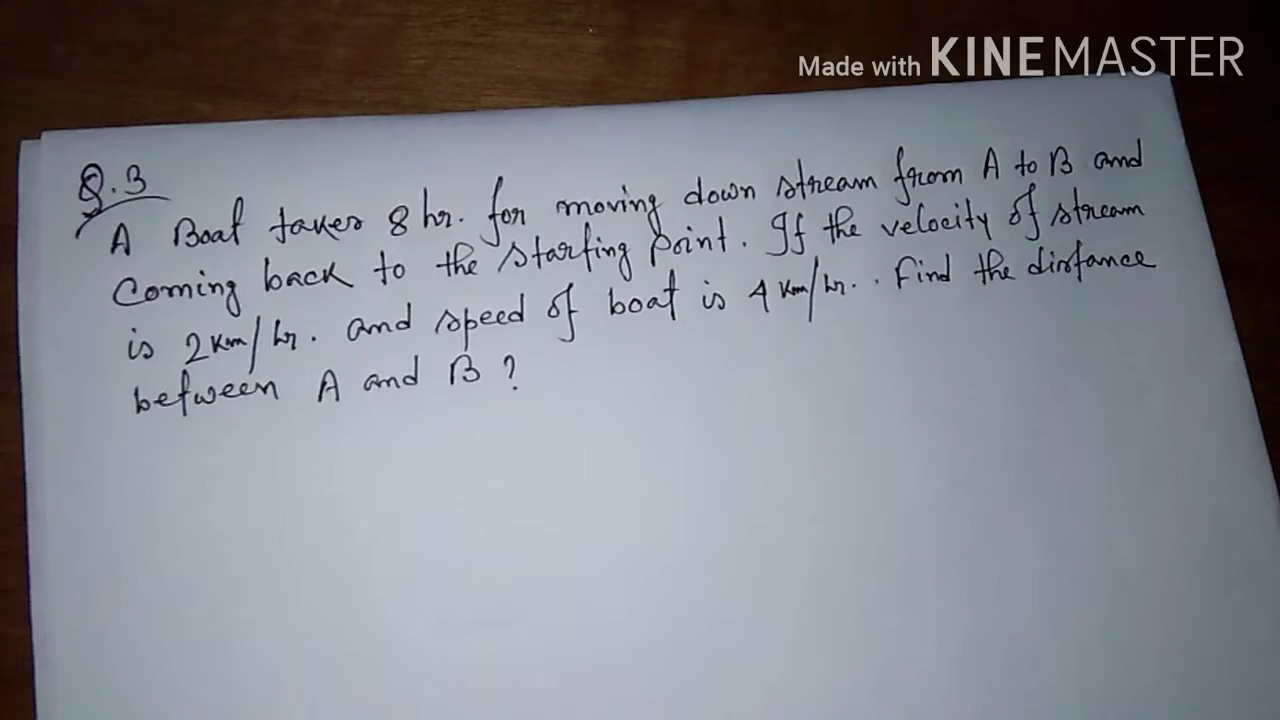 Made with KINEMASTER
Q.3
A Boat takes 8 hr. for moving down stream from A to B and
Coming back to the starting point. If the velocity of stream
is 2 km/hr. and speed of boat is 4 km/hr.. Find the distance
between A and B ?